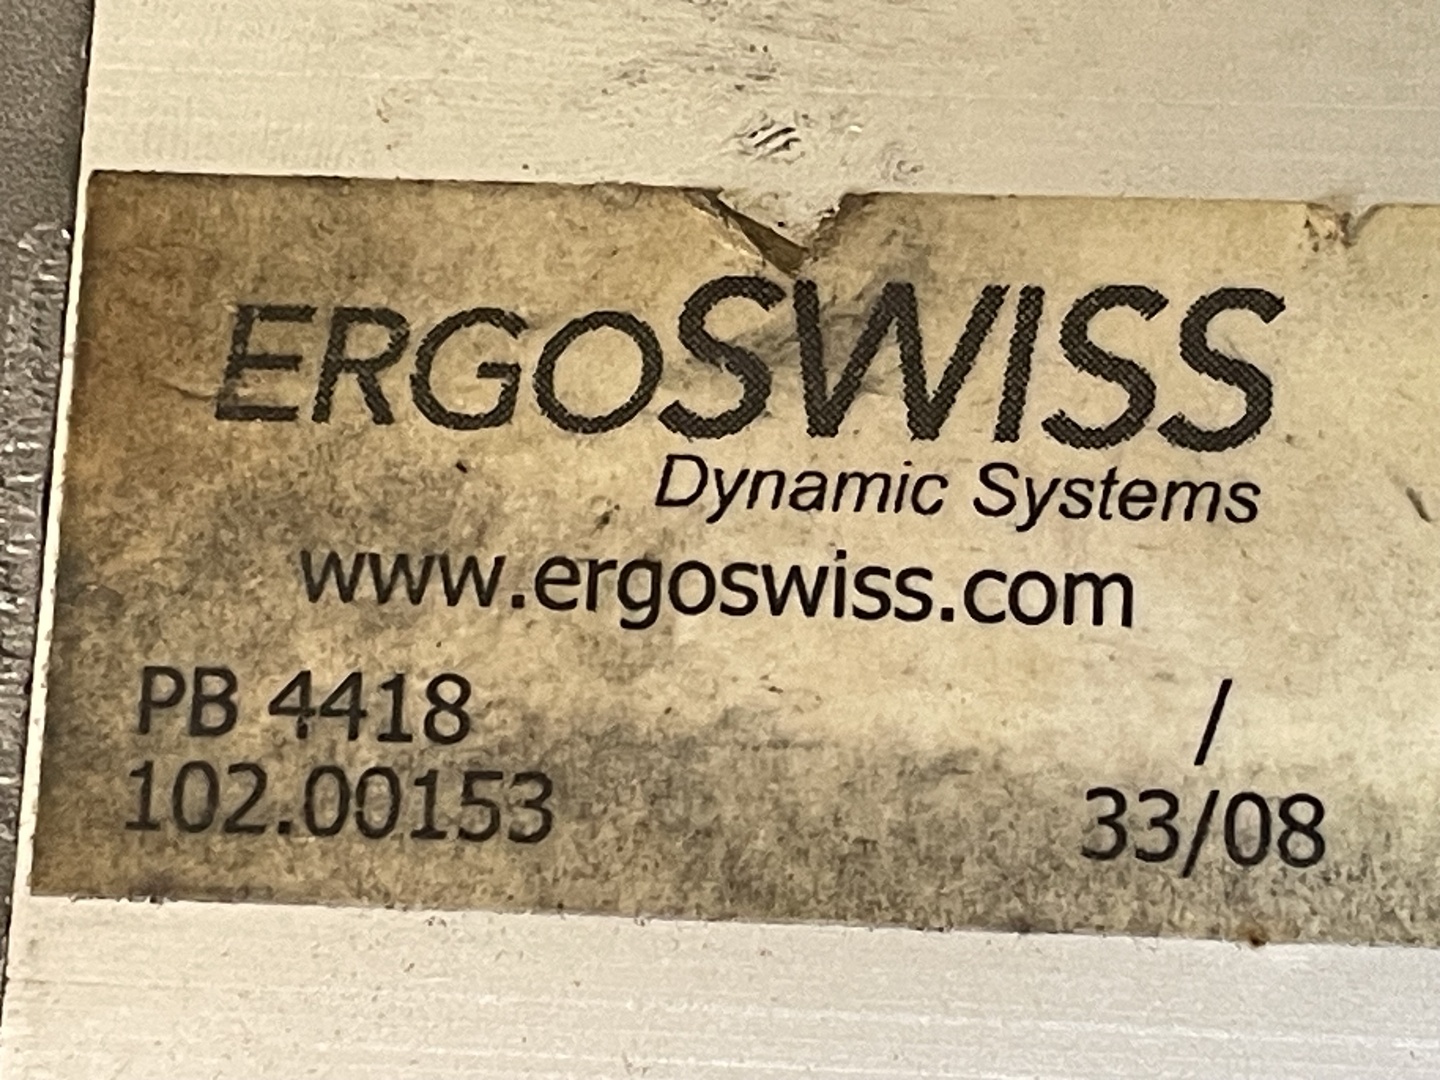 ERGOSWISS
Dynamic Systems
www.ergoswiss.com
PB 4418 /
102.00153 33/08